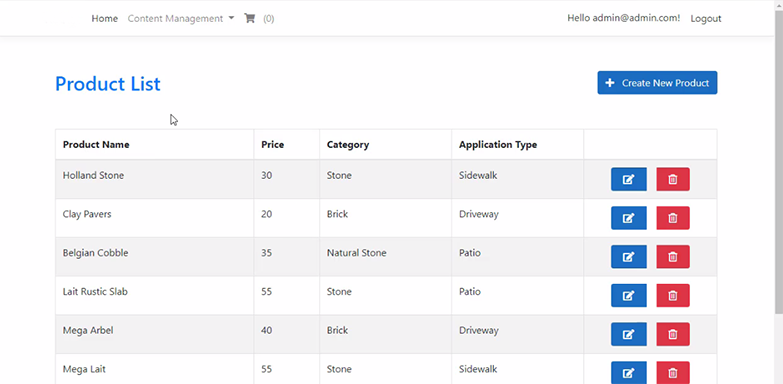 Home Content Management (0) Hello admin@admin.com! Logout
Product List
Create New Product
Product Name Price Category Application Type
Holland Stone 30 Stone Sidewalk
Clay Pavers 20 Brick Driveway
Belgian Cobble 35 Natural Stone Patio
Lait Rustic Slab 55 Stone Patio
Mega Arbel 40 Brick Driveway
Mega Lait 55 Stone Sidewalk